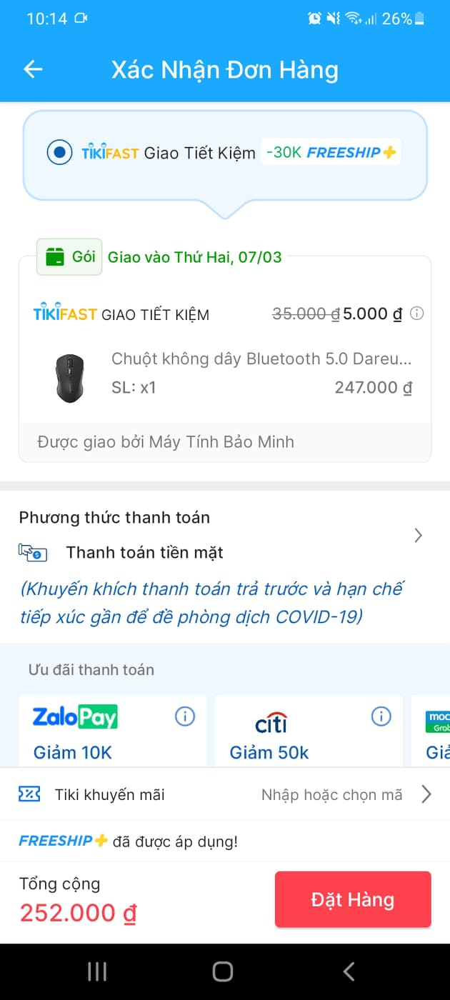 10:14 26%
Xác Nhận Đơn Hàng
TIKIFAST Giao Tiết Kiệm -30K FREESHIP+
Gói Giao vào Thứ Hai, 07/03
TIKIFAST GIAO TIẾT KIỆM 35.000 ₫ 5.000 ₫
Chuột không dây Bluetooth 5.0 Dareu...
SL: x1 247.000 ₫
Được giao bởi Máy Tính Bảo Minh
Phương thức thanh toán
Thanh toán tiền mặt
(Khuyến khích thanh toán trả trước và hạn chế
tiếp xúc gần để đề phòng dịch COVID-19)
Ưu đãi thanh toán
ZaloPay citi moc
Grab
Giảm 10K Giảm 50k Giả
Tiki khuyến mãi Nhập hoặc chọn mã
FREESHIP+ đã được áp dụng!
Tổng cộng
252.000 ₫ Đặt Hàng